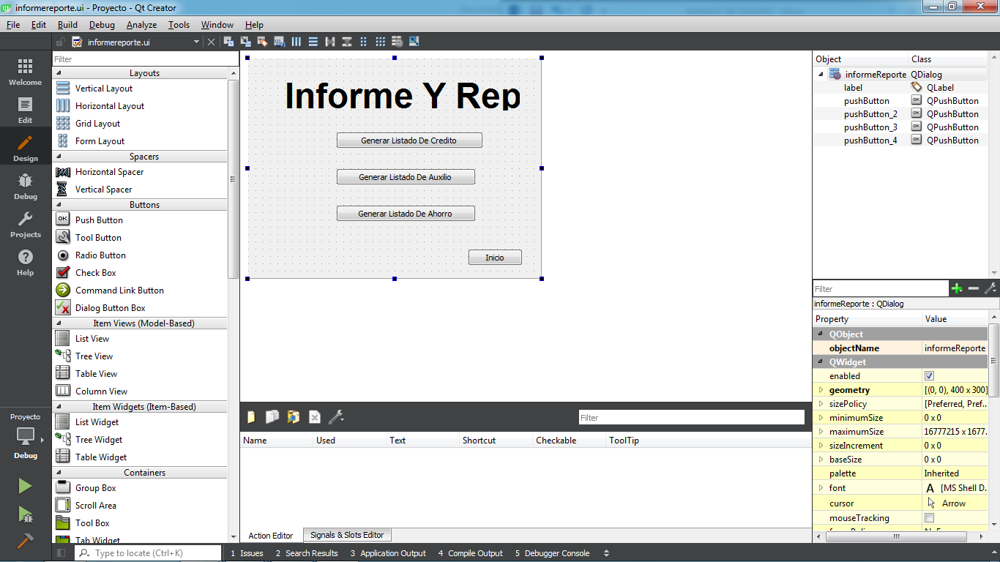 informereporte.ui - Proyecto - Qt Creator
File Edit Build Debug Analyze Tools Window Help
informereporte.ui
Welcome
Edit
Design
Debug
Projects
Help
Proyecto
Debug
Filter
Layouts
Vertical Layout
Horizontal Layout
Grid Layout
Form Layout
Spacers
Horizontal Spacer
Vertical Spacer
Buttons
Push Button
Tool Button
Radio Button
Check Box
Command Link Button
Dialog Button Box
Item Views (Model-Based)
List View
Tree View
Table View
Column View
Item Widgets (Item-Based)
List Widget
Tree Widget
Table Widget
Containers
Group Box
Scroll Area
Tool Box
Tab Widget
Informe Y Rep
Generar Listado De Credito
Generar Listado De Auxilio
Generar Listado De Ahorro
Inicio
Filter
Name Used Text Shortcut Checkable ToolTip
Action Editor Signals & Slots Editor
Object Class
informeReporte QDialog
label QLabel
pushButton QPushButton
pushButton_2 QPushButton
pushButton_3 QPushButton
pushButton_4 QPushButton
Filter
informeReporte : QDialog
Property Value
QObject
objectName informeReporte
QWidget
enabled
geometry [(0, 0), 400 x 300]
sizePolicy [Preferred, Pref...
minimumSize 0 x 0
maximumSize 16777215 x 1677...
sizeIncrement 0 x 0
baseSize 0 x 0
palette Inherited
font A [MS Shell D...
cursor Arrow
mouseTracking
Type to locate (Ctrl+K) 1 Issues 2 Search Results 3 Application Output 4 Compile Output 5 Debugger Console